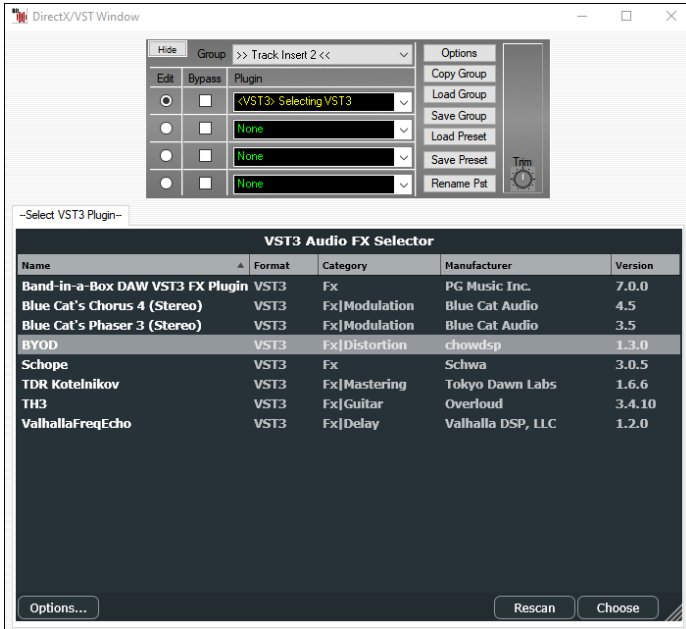 DirectX/VST Window
Hide Group >> Track Insert 2 << Options
Edit Bypass Plugin Copy Group
<VST3> Selecting VST3 Load Group
Save Group
None Load Preset
None Save Preset Trim
None Rename Pst
--Select VST3 Plugin--
VST3 Audio FX Selector
Name Format Category Manufacturer Version
Band-in-a-Box DAW VST3 FX Plugin VST3 Fx PG Music Inc. 7.0.0
Blue Cat's Chorus 4 (Stereo) VST3 Fx|Modulation Blue Cat Audio 4.5
Blue Cat's Phaser 3 (Stereo) VST3 Fx|Modulation Blue Cat Audio 3.5
BYOD VST3 Fx|Distortion chowdsp 1.3.0
Schope VST3 Fx Schwa 3.0.5
TDR Kotelnikov VST3 Fx|Mastering Tokyo Dawn Labs 1.6.6
TH3 VST3 Fx|Guitar Overloud 3.4.10
ValhallaFreqEcho VST3 Fx|Delay Valhalla DSP, LLC 1.2.0
Options... Rescan Choose